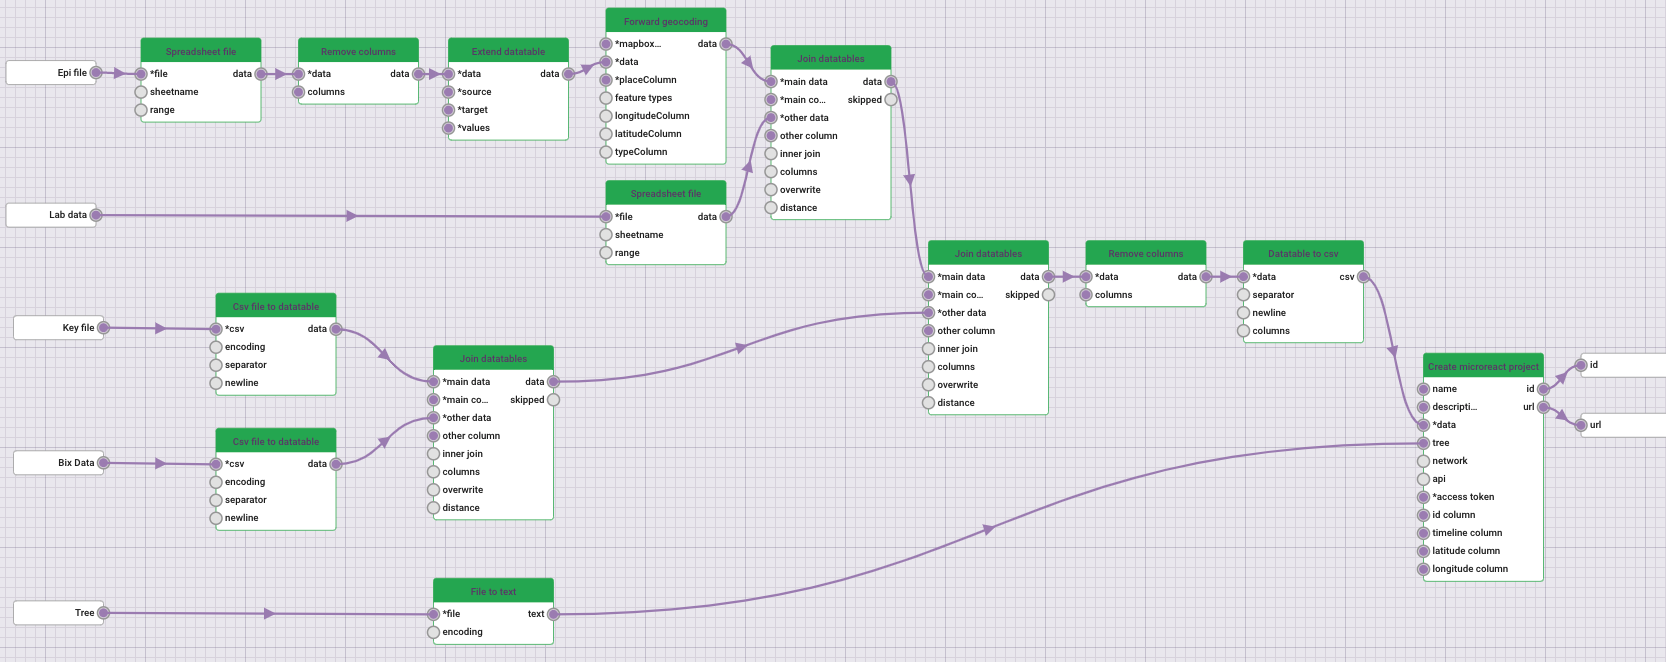 Epi file
Spreadsheet file
*file data
sheetname
range
Remove columns
*data data
columns
Extend datatable
*data data
*source
*target
*values
Forward geocoding
*mapbox... data
*data
*placeColumn
feature types
longitudeColumn
latitudeColumn
typeColumn
Join datatables
*main data data
*main co... skipped
*other data
other column
inner join
columns
overwrite
distance
Lab data
Spreadsheet file
*file data
sheetname
range
Join datatables
*main data data
*main co... skipped
*other data
other column
inner join
columns
overwrite
distance
Remove columns
*data data
columns
Datatable to csv
*data csv
separator
newline
columns
Key file
Csv file to datatable
*csv data
encoding
separator
newline
Join datatables
*main data data
*main co... skipped
*other data
other column
inner join
columns
overwrite
distance
Bix Data
Csv file to datatable
*csv data
encoding
separator
newline
Create microreact project
name id
descripti... url
*data
tree
network
api
*access token
id column
timeline column
latitude column
longitude column
id
url
Tree
File to text
*file text
encoding